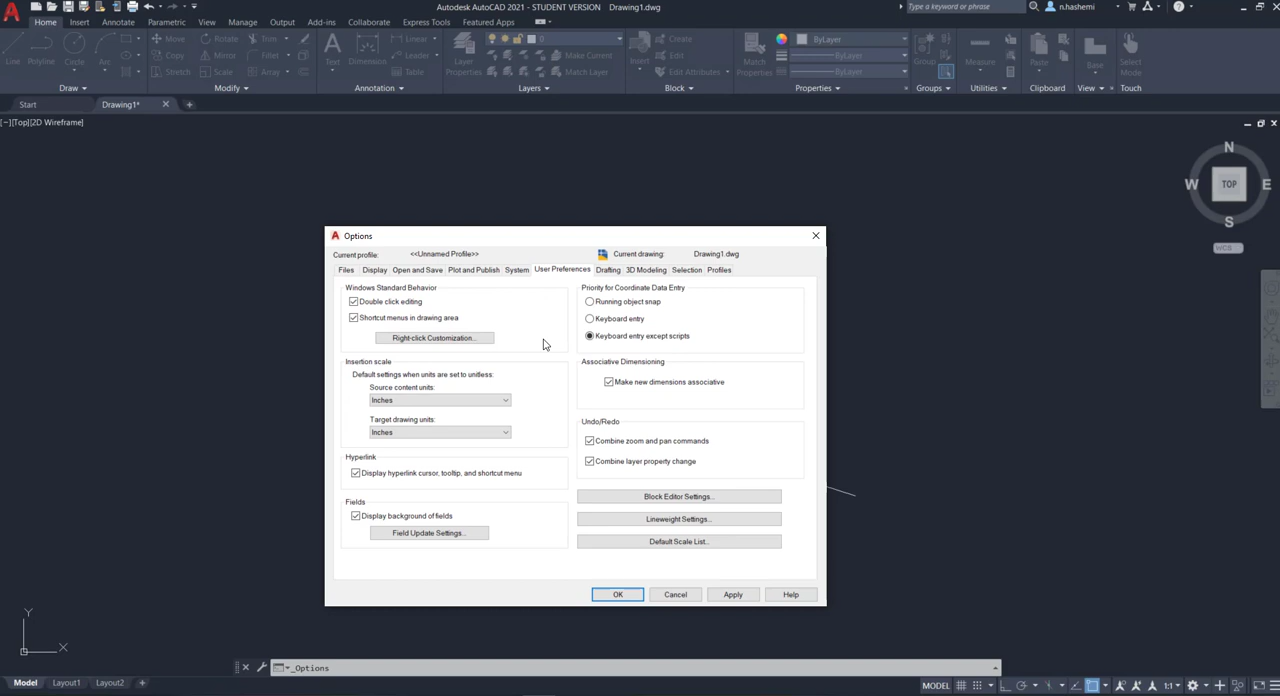 Autodesk AutoCAD 2021 - STUDENT VERSION Drawing1.dwg
Type a keyword or phrase
n.hashemi
Home Insert Annotate Parametric View Manage Output Add-ins Collaborate Express Tools Featured Apps
Line Polyline Circle Arc
Move Rotate Trim
Copy Mirror Fillet
Stretch Scale Array
Text Dimension
Linear
Leader
Table
Layer Properties
0
Make Current
Match Layer
Insert
Create
Edit
Edit Attributes
Match Properties
ByLayer
ByLayer
ByLayer
Group
Measure
Paste
Base
Select Mode
Draw Modify Annotation Layers Block Properties Groups Utilities Clipboard View Touch
Start Drawing1*
[−][Top][2D Wireframe]
N
W TOP E
S
WCS
Options
Current profile: <<Unnamed Profile>> Current drawing: Drawing1.dwg
Files Display Open and Save Plot and Publish System User Preferences Drafting 3D Modeling Selection Profiles
Windows Standard Behavior
Double click editing
Shortcut menus in drawing area
Right-click Customization...
Insertion scale
Default settings when units are set to unitless:
Source content units:
Inches
Target drawing units:
Inches
Hyperlink
Display hyperlink cursor, tooltip, and shortcut menu
Fields
Display background of fields
Field Update Settings...
Priority for Coordinate Data Entry
Running object snap
Keyboard entry
Keyboard entry except scripts
Associative Dimensioning
Make new dimensions associative
Undo/Redo
Combine zoom and pan commands
Combine layer property change
Block Editor Settings...
Lineweight Settings...
Default Scale List...
OK Cancel Apply Help
Y
X
_Options
Model Layout1 Layout2
MODEL 1:1